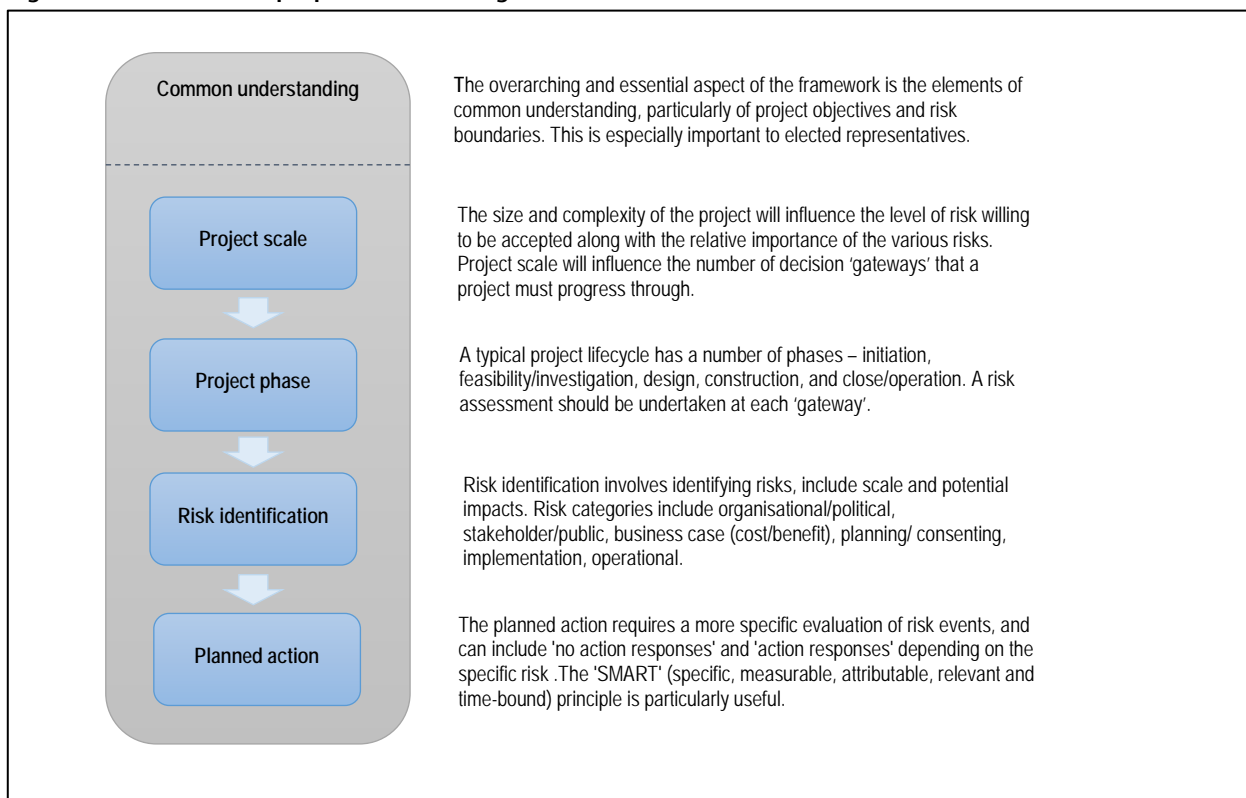 Common understanding
The overarching and essential aspect of the framework is the elements of
common understanding, particularly of project objectives and risk
boundaries. This is especially important to elected representatives.
Project scale
The size and complexity of the project will influence the level of risk willing
to be accepted along with the relative importance of the various risks.
Project scale will influence the number of decision ‘gateways’ that a
project must progress through.
Project phase
A typical project lifecycle has a number of phases – initiation,
feasibility/investigation, design, construction, and close/operation. A risk
assessment should be undertaken at each ‘gateway’.
Risk identification
Risk identification involves identifying risks, include scale and potential
impacts. Risk categories include organisational/political,
stakeholder/public, business case (cost/benefit), planning/ consenting,
implementation, operational.
Planned action
The planned action requires a more specific evaluation of risk events, and
can include 'no action responses' and 'action responses' depending on the
specific risk .The 'SMART' (specific, measurable, attributable, relevant and
time-bound) principle is particularly useful.